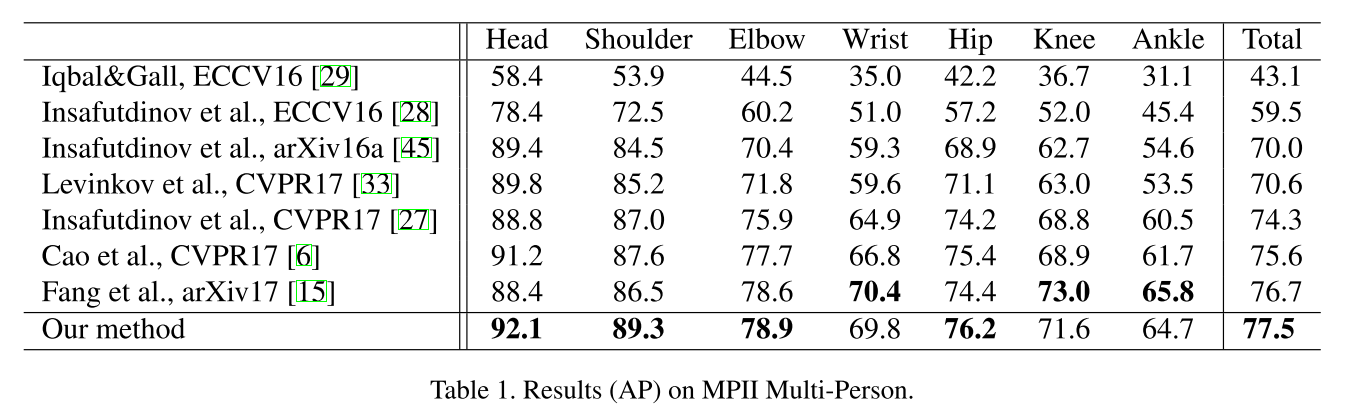 Head Shoulder Elbow Wrist Hip Knee Ankle Total
Iqbal&Gall, ECCV16 [29] 58.4 53.9 44.5 35.0 42.2 36.7 31.1 43.1
Insafutdinov et al., ECCV16 [28] 78.4 72.5 60.2 51.0 57.2 52.0 45.4 59.5
Insafutdinov et al., arXiv16a [45] 89.4 84.5 70.4 59.3 68.9 62.7 54.6 70.0
Levinkov et al., CVPR17 [33] 89.8 85.2 71.8 59.6 71.1 63.0 53.5 70.6
Insafutdinov et al., CVPR17 [27] 88.8 87.0 75.9 64.9 74.2 68.8 60.5 74.3
Cao et al., CVPR17 [6] 91.2 87.6 77.7 66.8 75.4 68.9 61.7 75.6
Fang et al., arXiv17 [15] 88.4 86.5 78.6 70.4 74.4 73.0 65.8 76.7
Our method 92.1 89.3 78.9 69.8 76.2 71.6 64.7 77.5
Table 1. Results (AP) on MPII Multi-Person.